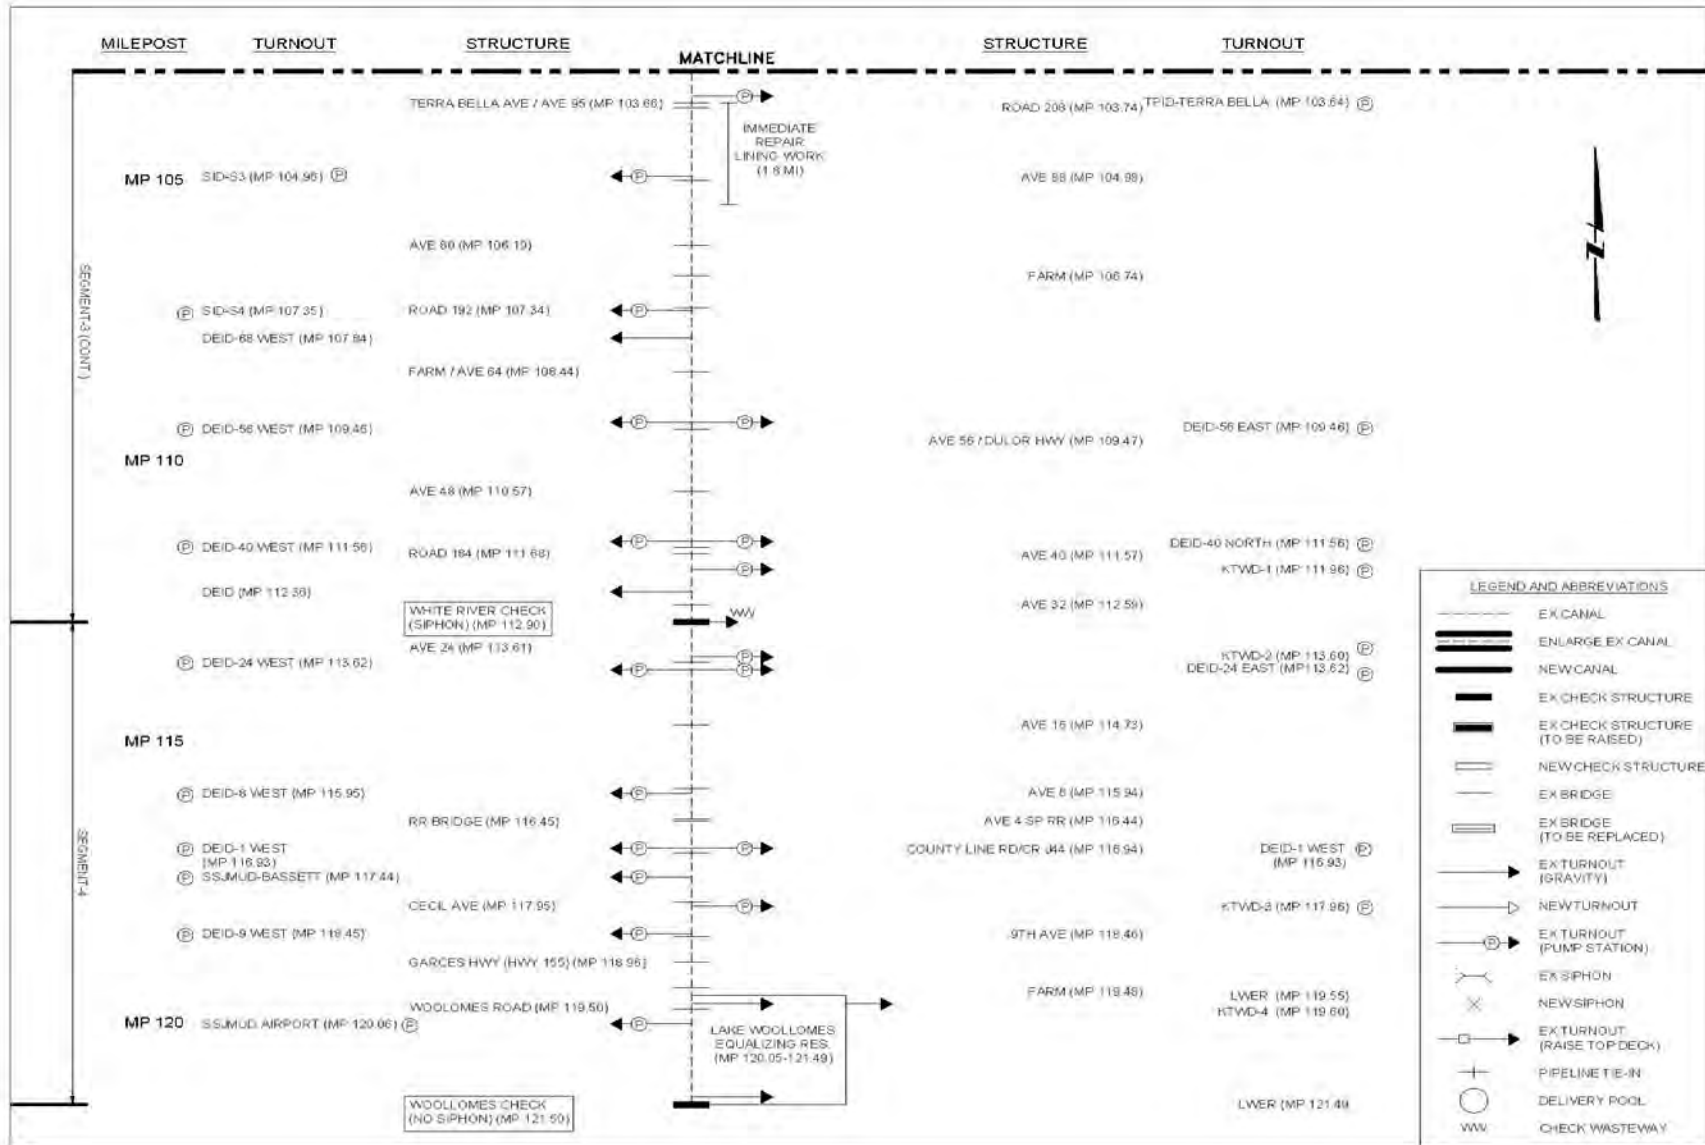 MILEPOST TURNOUT STRUCTURE STRUCTURE TURNOUT
MATCHLINE
TERRA BELLA AVE / AVE 95 (MP 103.66) ROAD 208 (MP 103.74) TPID-TERRA BELLA (MP 103.64) Ⓟ
Ⓟ
IMMEDIATE
REPAIR
LINING WORK
(1.8 MI)
MP 105 SID-S3 (MP 104.96) Ⓟ Ⓟ AVE 88 (MP 104.98)
AVE 80 (MP 106.19)
FARM (MP 106.74)
SEGMENT-3 (CONT.)
Ⓟ SID-S4 (MP 107.35) ROAD 192 (MP 107.34) Ⓟ
DEID-68 WEST (MP 107.84)
FARM / AVE 64 (MP 108.44)
Ⓟ DEID-56 WEST (MP 109.46) Ⓟ Ⓟ AVE 56 / DULOR HWY (MP 109.47) DEID-56 EAST (MP 109.46) Ⓟ
MP 110
AVE 48 (MP 110.57)
Ⓟ DEID-40 WEST (MP 111.56) ROAD 184 (MP 111.68) Ⓟ Ⓟ AVE 40 (MP 111.57) DEID-40 NORTH (MP 111.56) Ⓟ
Ⓟ KTWD-1 (MP 111.96) Ⓟ
DEID (MP 112.36)
AVE 32 (MP 112.59)
WHITE RIVER CHECK
(SIPHON) (MP 112.90)
WW
AVE 24 (MP 113.61)
Ⓟ KTWD-2 (MP 113.60) Ⓟ
Ⓟ DEID-24 WEST (MP 113.62) Ⓟ Ⓟ DEID-24 EAST (MP113.62) Ⓟ
AVE 16 (MP 114.73)
MP 115
Ⓟ DEID-8 WEST (MP 115.95) Ⓟ AVE 8 (MP 115.94)
RR BRIDGE (MP 116.45) AVE 4 SP RR (MP 116.44)
SEGMENT-4
Ⓟ DEID-1 WEST
(MP 116.93)
Ⓟ Ⓟ COUNTY LINE RD/CR J44 (MP 116.94) DEID-1 WEST Ⓟ
(MP 116.93)
Ⓟ SSJMUD-BASSETT (MP 117.44) Ⓟ
CECIL AVE (MP 117.95) Ⓟ KTWD-3 (MP 117.96) Ⓟ
Ⓟ DEID-9 WEST (MP 118.45) Ⓟ 9TH AVE (MP 118.46)
GARCES HWY (HWY 155) (MP 118.96)
FARM (MP 119.48) LWER (MP 119.55)
WOOLOMES ROAD (MP 119.50) KTWD-4 (MP 119.60)
MP 120 SSJMUD AIRPORT (MP 120.06) Ⓟ Ⓟ
LAKE WOOLLOMES
EQUALIZING RES.
(MP 120.05-121.49)
WOOLLOMES CHECK
(NO SIPHON) (MP 121.50)
LWER (MP 121.49
N
LEGEND AND ABBREVIATIONS
EX CANAL
ENLARGE EX CANAL
NEW CANAL
EX CHECK STRUCTURE
EX CHECK STRUCTURE
(TO BE RAISED)
NEW CHECK STRUCTURE
EX BRIDGE
EX BRIDGE
(TO BE REPLACED)
EX TURNOUT
(GRAVITY)
NEW TURNOUT
Ⓟ EX TURNOUT
(PUMP STATION)
EX SIPHON
NEW SIPHON
EX TURNOUT
(RAISE TOP DECK)
PIPELINE TIE-IN
DELIVERY POOL
WW CHECK WASTEWAY